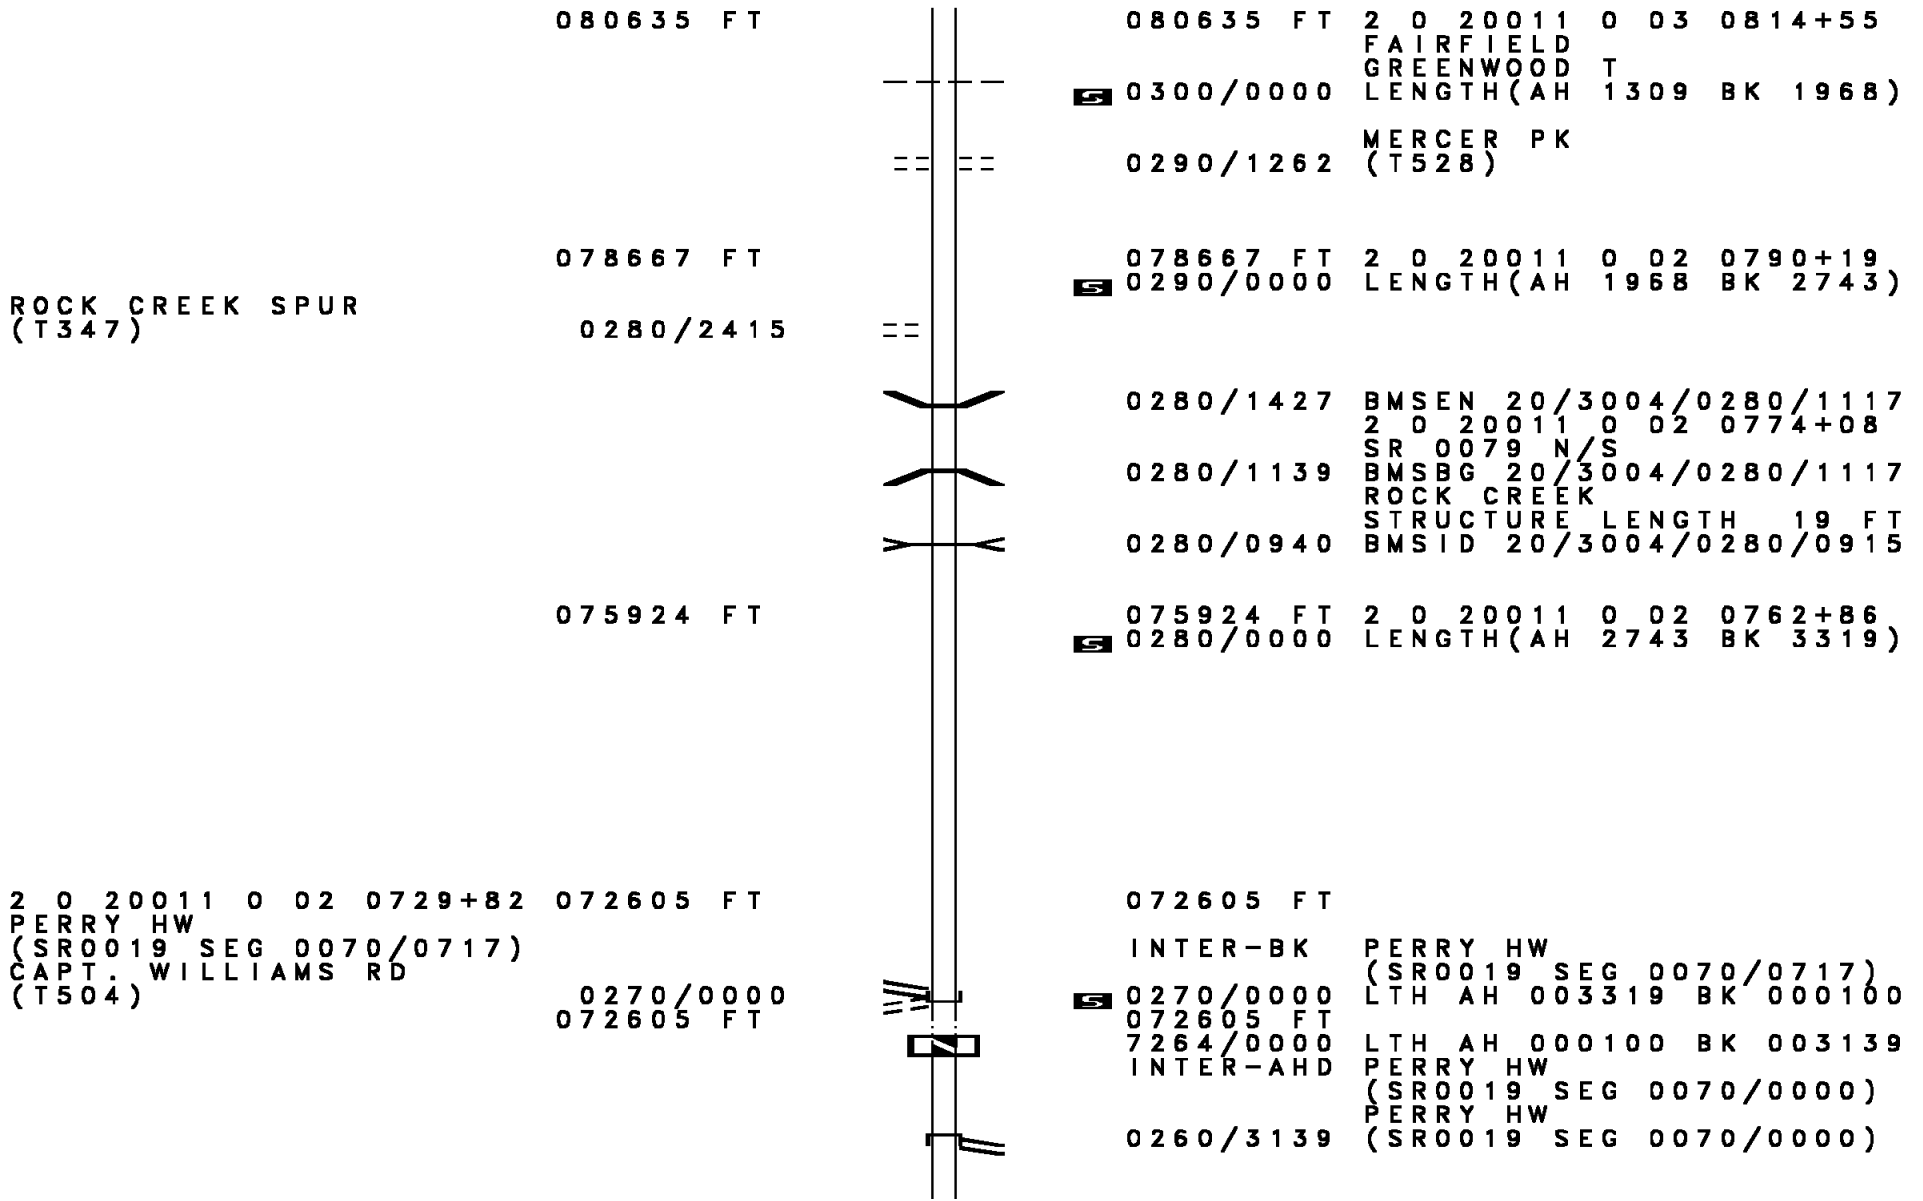 080635 FT 080635 FT 2 0 20011 0 03 0814+55
FAIRFIELD
GREENWOOD T
S 0300/0000 LENGTH(AH 1309 BK 1968)
MERCER PK
0290/1262 (T528)
078667 FT 078667 FT 2 0 20011 0 02 0790+19
S 0290/0000 LENGTH(AH 1968 BK 2743)
ROCK CREEK SPUR
(T347) 0280/2415
0280/1427 BMSEN 20/3004/0280/1117
2 0 20011 0 02 0774+08
SR 0079 N/S
0280/1139 BMSBG 20/3004/0280/1117
ROCK CREEK
STRUCTURE LENGTH 19 FT
0280/0940 BMSID 20/3004/0280/0915
075924 FT 075924 FT 2 0 20011 0 02 0762+86
S 0280/0000 LENGTH(AH 2743 BK 3319)
2 0 20011 0 02 0729+82 072605 FT 072605 FT
PERRY HW
(SR0019 SEG 0070/0717) INTER-BK PERRY HW
CAPT. WILLIAMS RD (SR0019 SEG 0070/0717)
(T504) 0270/0000 S 0270/0000 LTH AH 003319 BK 000100
072605 FT 072605 FT
7264/0000 LTH AH 000100 BK 003139
INTER-AHD PERRY HW
(SR0019 SEG 0070/0000)
PERRY HW
0260/3139 (SR0019 SEG 0070/0000)